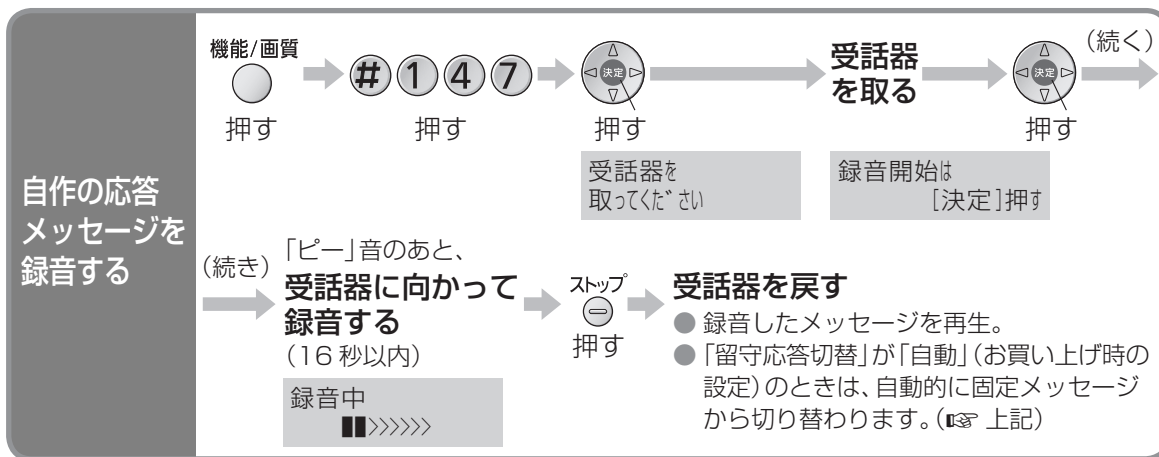 自作の応答
メッセージを
録音する
機能/画質
押す
#147
押す
決定
押す
受話器を
取ってください
受話器
を取る
録音開始は
[決定]押す
決定
押す
(続く)
(続き)
「ピー」音のあと、
受話器に向かって
録音する
(16秒以内)
録音中
ストップ
押す
受話器を戻す
● 録音したメッセージを再生。
● 「留守応答切替」が「自動」(お買い上げ時の
設定)のときは、自動的に固定メッセージ
から切り替わります。(☞ 上記)